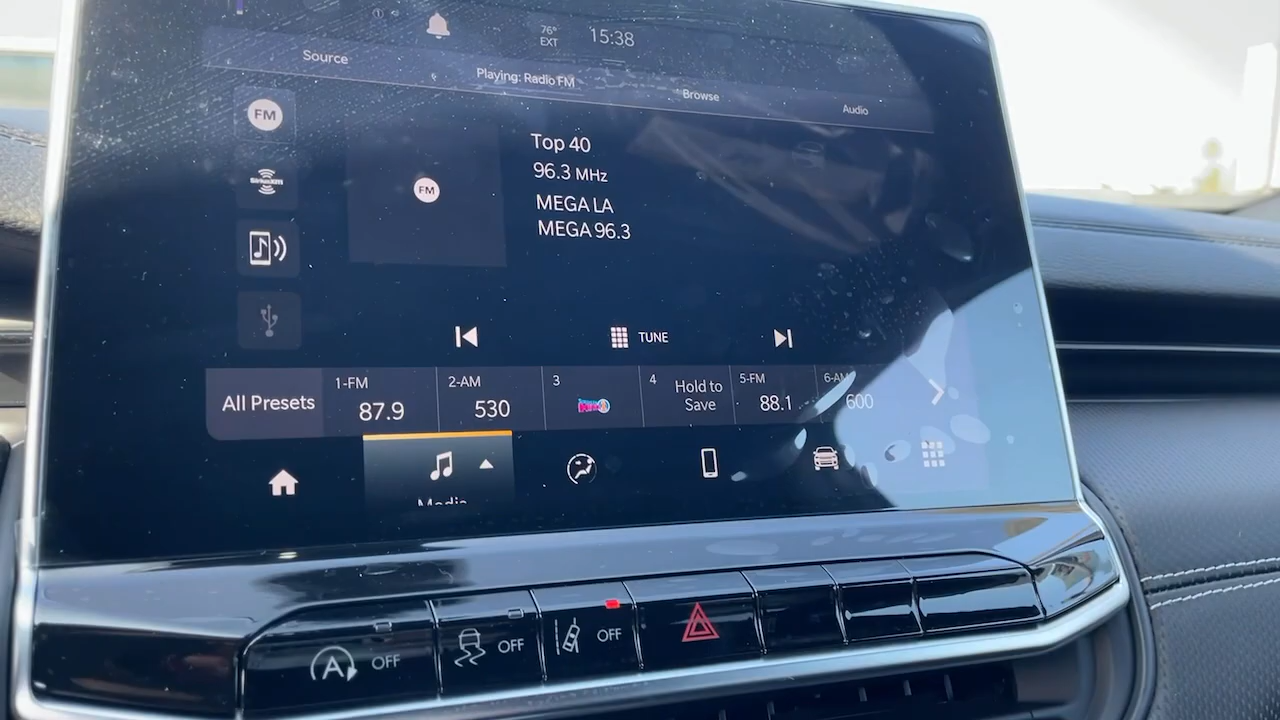 76°
EXT
15:38
Source
Playing: Radio FM
Browse
Audio
FM
SiriusXM
FM
Top 40
96.3 MHz
MEGA LA
MEGA 96.3
TUNE
All Presets
1-FM
87.9
2-AM
530
3
4
Hold to
Save
5-FM
88.1
6-AM
600
Media
A OFF
OFF
OFF